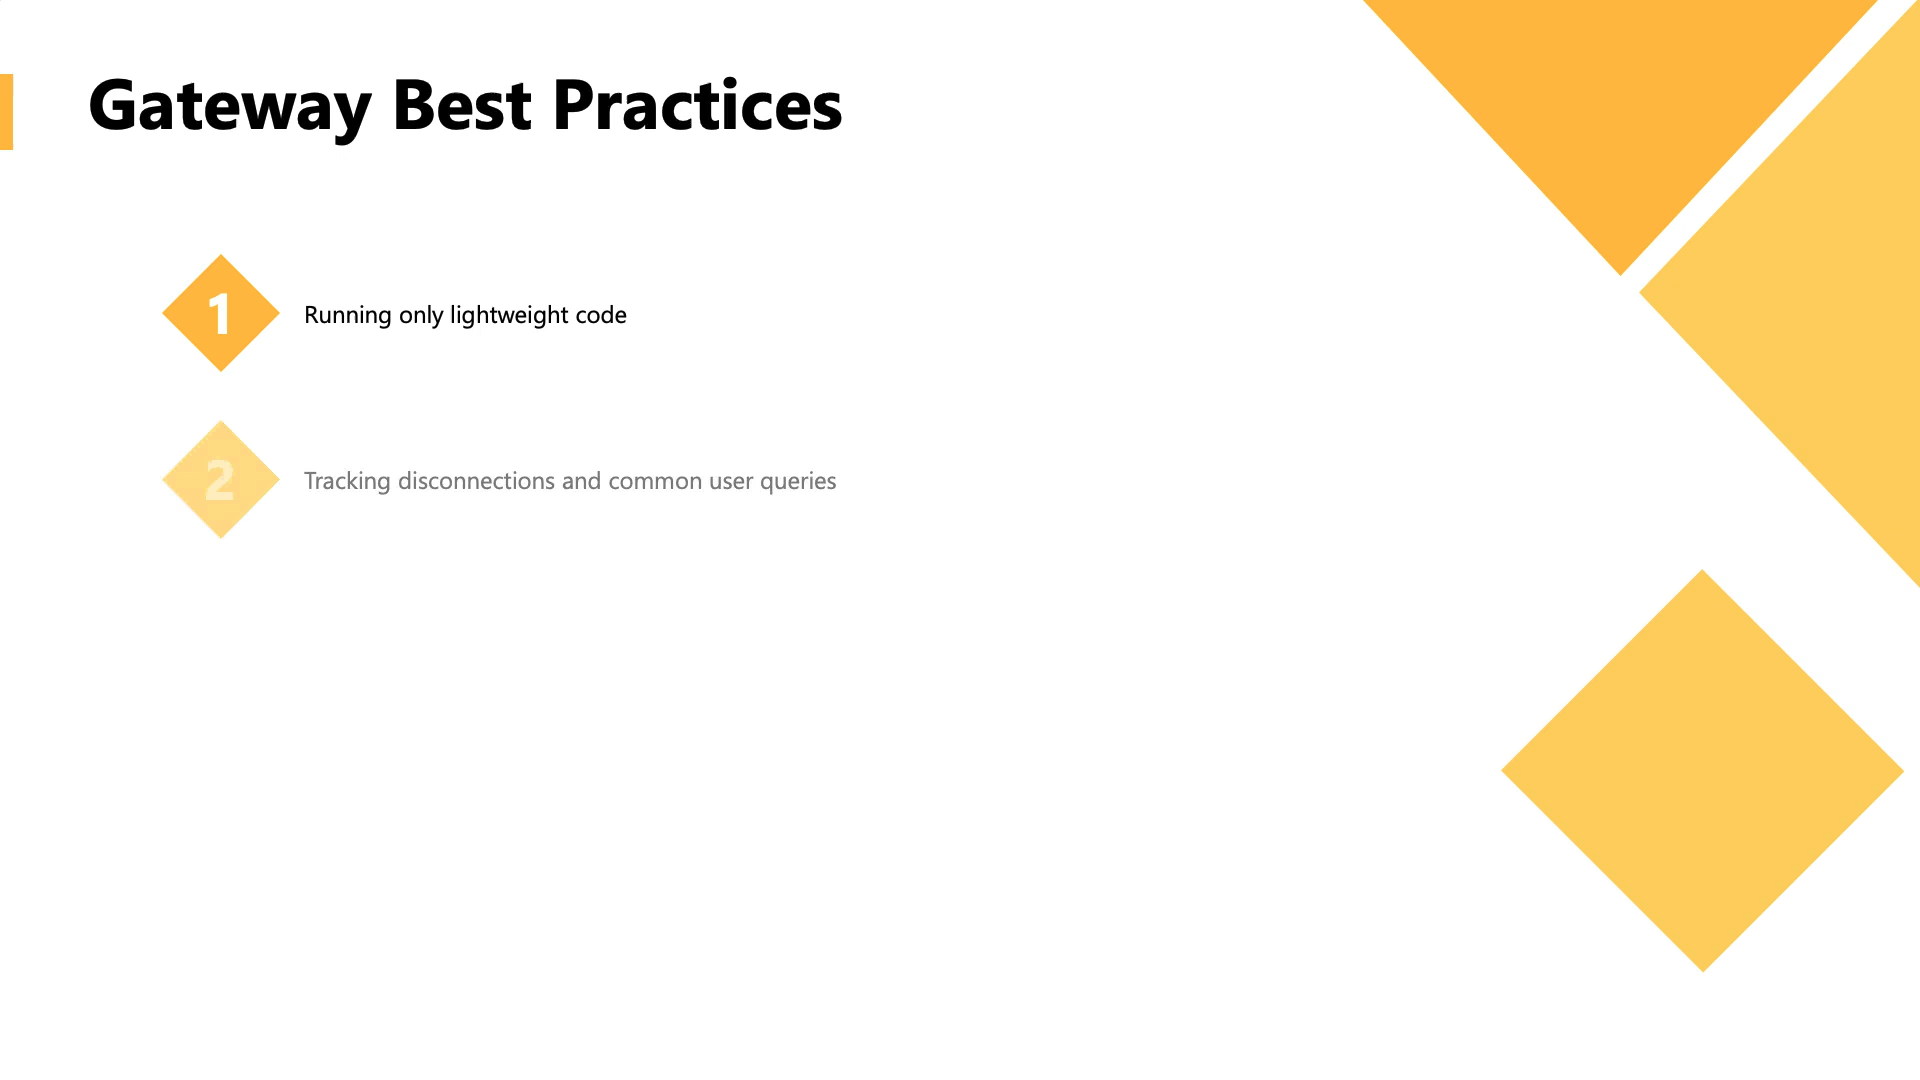 Gateway Best Practices
1
Running only lightweight code
2
Tracking disconnections and common user queries